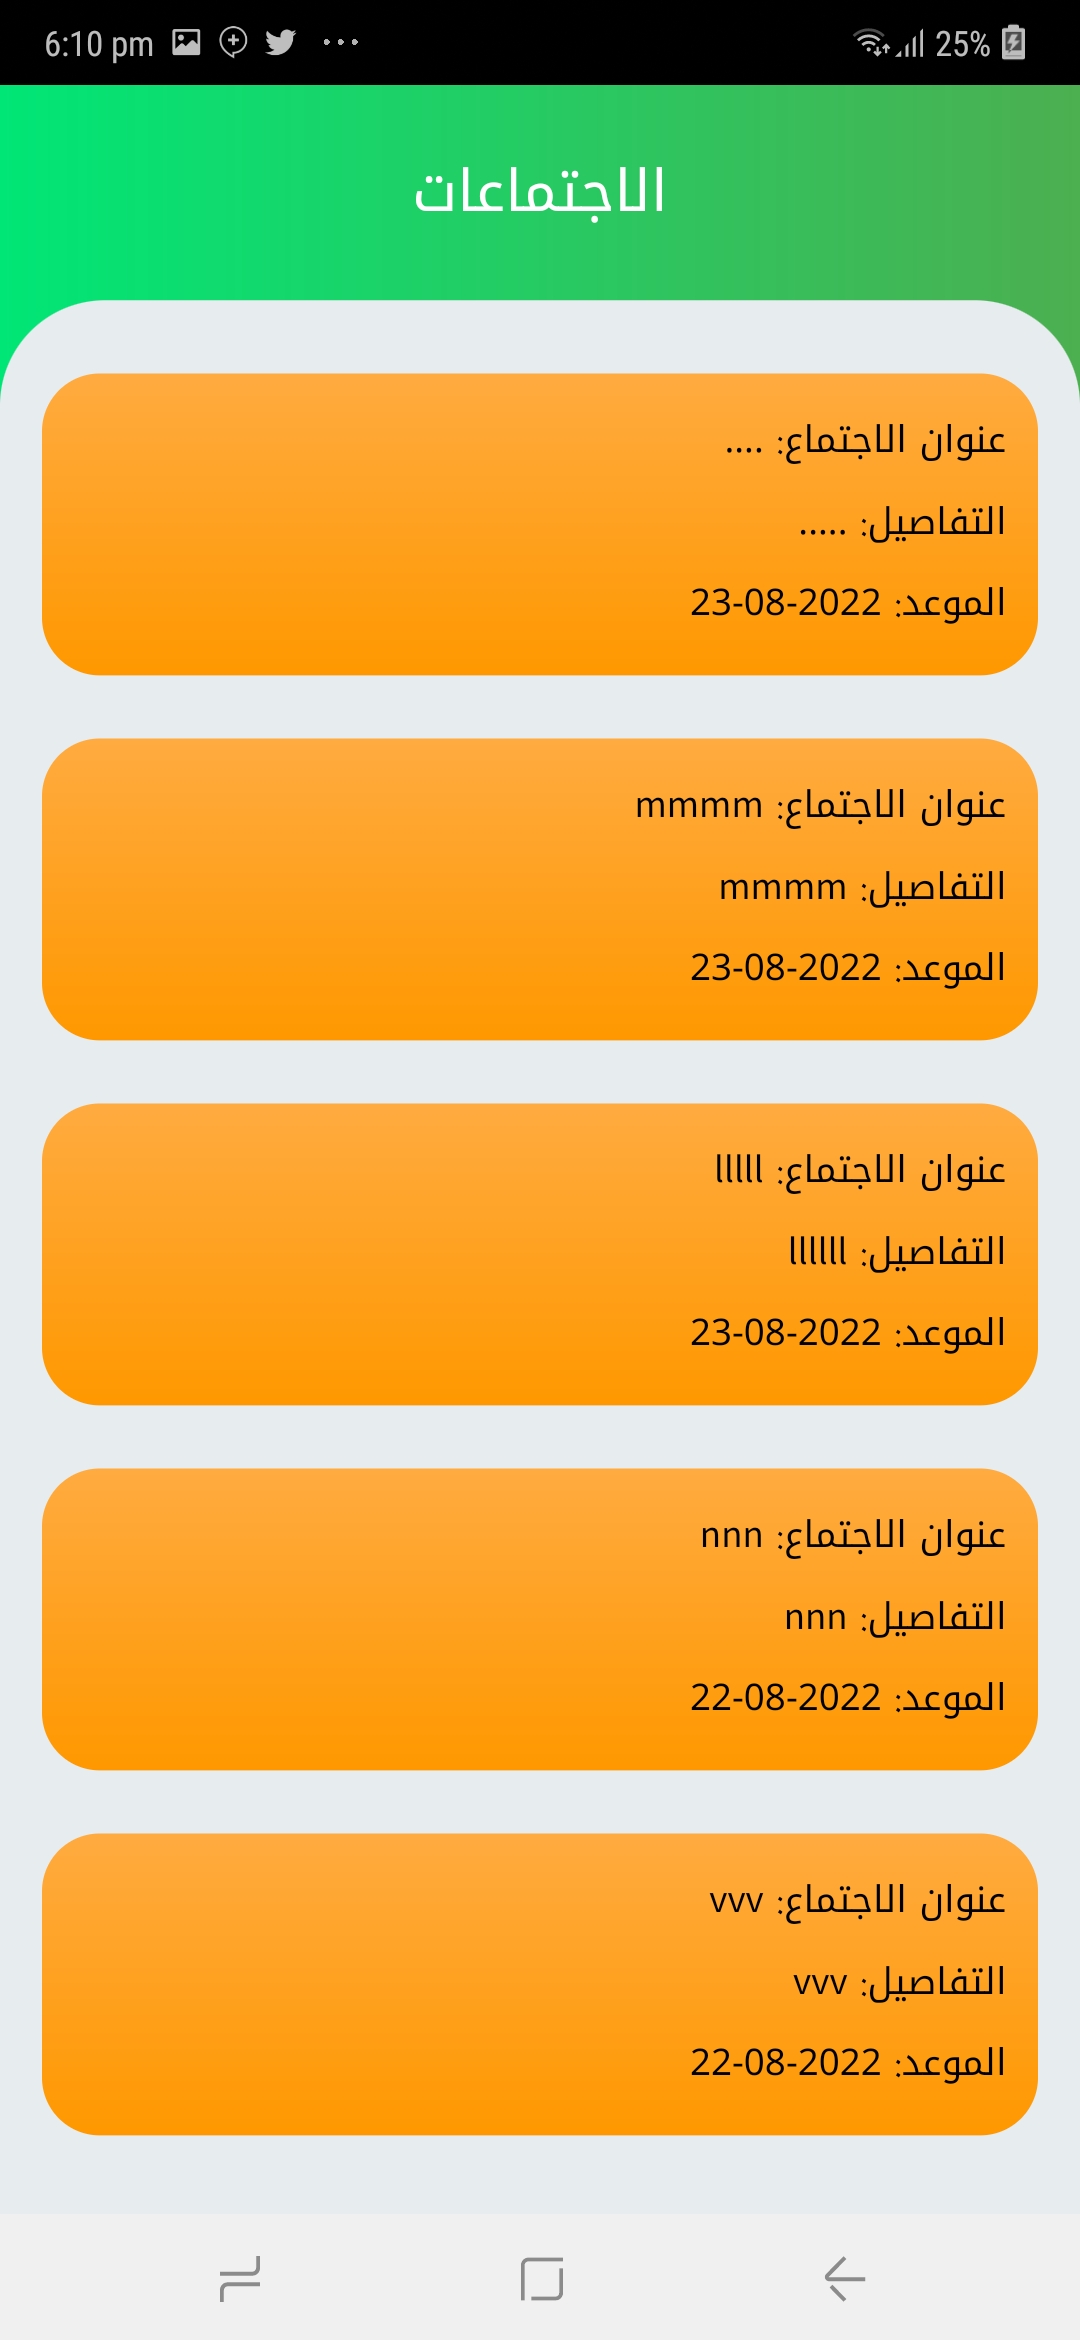 6:10 pm
25%
الاجتماعات
عنوان الاجتماع: ....
التفاصيل: .....
الموعد: 23-08-2022
عنوان الاجتماع: mmmm
التفاصيل: mmmm
الموعد: 23-08-2022
عنوان الاجتماع: lllll
التفاصيل: llllll
الموعد: 23-08-2022
عنوان الاجتماع: nnn
التفاصيل: nnn
الموعد: 22-08-2022
عنوان الاجتماع: vvv
التفاصيل: vvv
الموعد: 22-08-2022